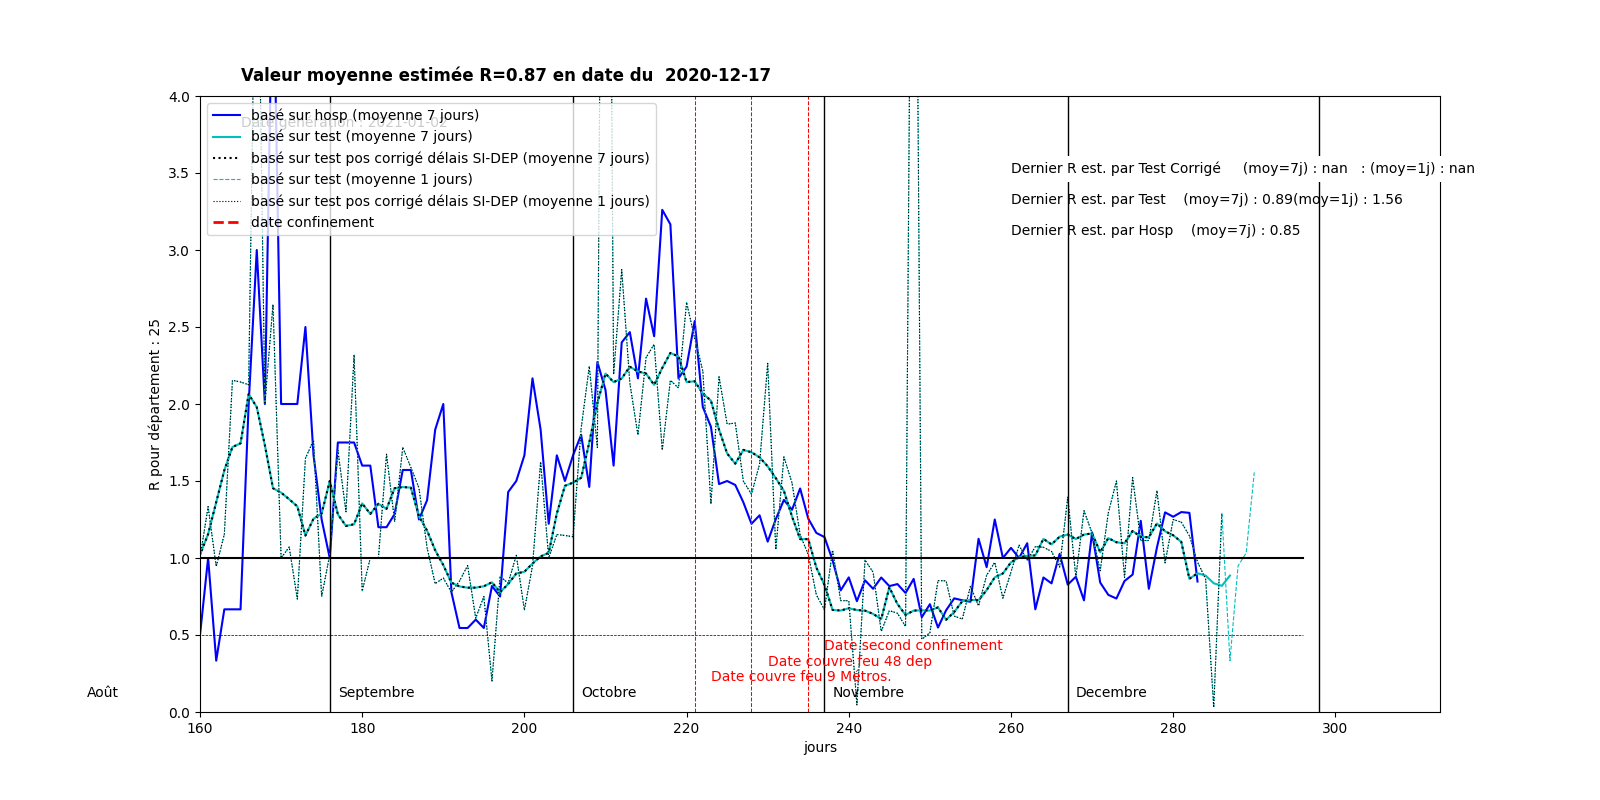 Valeur moyenne estimée R=0.87 en date du  2020-12-17
Date génération : 2021-01-02
basé sur hosp (moyenne 7 jours)
basé sur test (moyenne 7 jours)
basé sur test pos corrigé délais SI-DEP (moyenne 7 jours)
basé sur test (moyenne 1 jours)
basé sur test pos corrigé délais SI-DEP (moyenne 1 jours)
date confinement
Dernier R est. par Test Corrigé     (moy=7j) : nan   : (moy=1j) : nan
Dernier R est. par Test    (moy=7j) : 0.89(moy=1j) : 1.56
Dernier R est. par Hosp    (moy=7j) : 0.85
R pour département : 25
4.0
3.5
3.0
2.5
2.0
1.5
1.0
0.5
0.0
Date second confinement
Date couvre feu 48 dep
Date couvre feu 9 Métros.
Août
Septembre
Octobre
Novembre
Decembre
160
180
200
220
240
260
280
300
jours